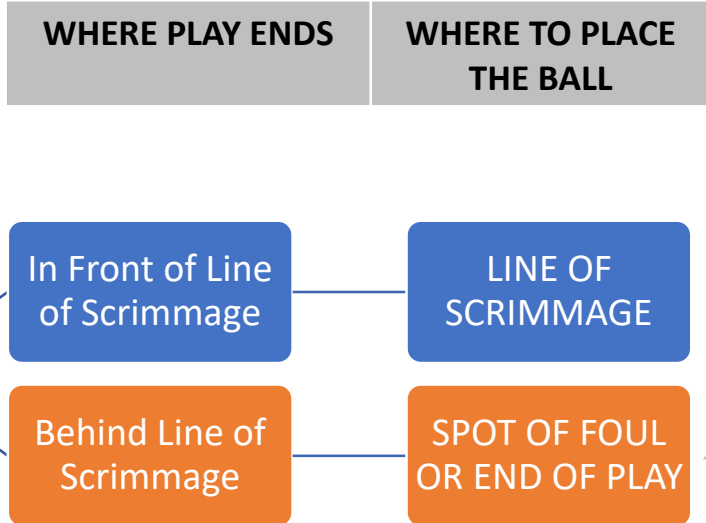 WHERE PLAY ENDS
WHERE TO PLACE
THE BALL
In Front of Line
of Scrimmage
LINE OF
SCRIMMAGE
Behind Line of
Scrimmage
SPOT OF FOUL
OR END OF PLAY